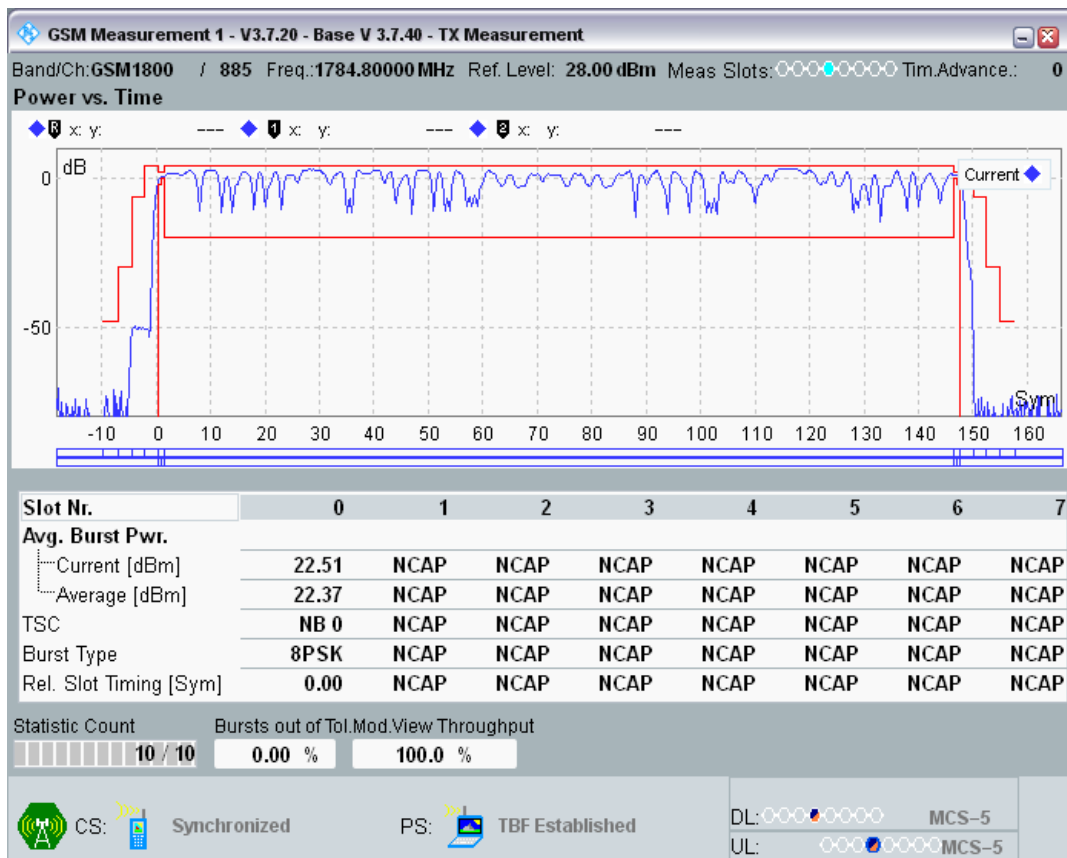 GSM Measurement 1 - V3.7.20 - Base V 3.7.40 - TX Measurement
Band/Ch:GSM1800 / 885 Freq.:1784.80000 MHz Ref. Level: 28.00 dBm Meas Slots: Tim.Advance.: 0
Power vs. Time
R x: y: --- 1 x: y: --- 2 x: y: ---
dB
Current
0
-50
Sym
-10 0 10 20 30 40 50 60 70 80 90 100 110 120 130 140 150 160
Slot Nr. 0 1 2 3 4 5 6 7
Avg. Burst Pwr.
Current [dBm] 22.51 NCAP NCAP NCAP NCAP NCAP NCAP NCAP
Average [dBm] 22.37 NCAP NCAP NCAP NCAP NCAP NCAP NCAP
TSC NB 0 NCAP NCAP NCAP NCAP NCAP NCAP NCAP
Burst Type 8PSK NCAP NCAP NCAP NCAP NCAP NCAP NCAP
Rel. Slot Timing [Sym] 0.00 NCAP NCAP NCAP NCAP NCAP NCAP NCAP
Statistic Count Bursts out of Tol.Mod.View Throughput
10 / 10 0.00 % 100.0 %
CS: Synchronized PS: TBF Established
DL: MCS-5
UL: MCS-5